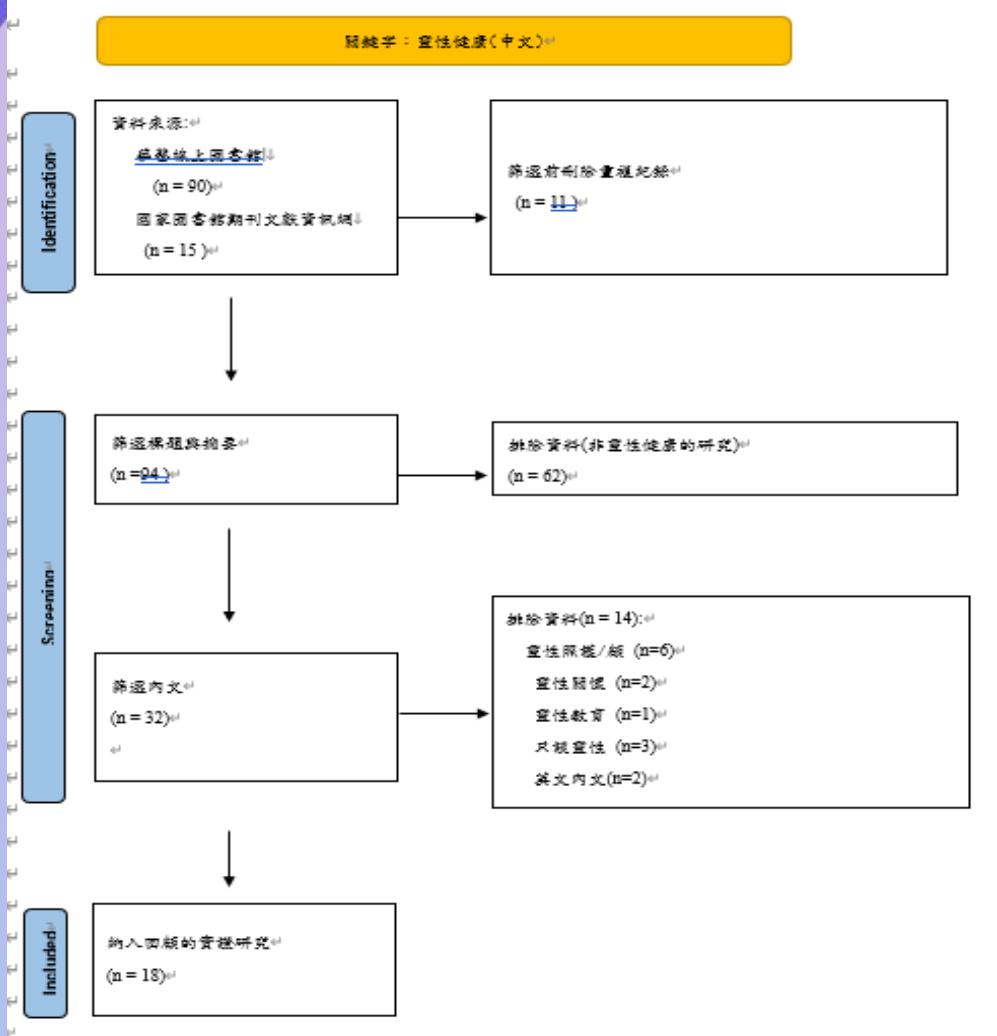 關鍵字：靈性健康(中文)
Identification
資料來源:
華藝線上圖書館
(n = 90)
國家圖書館期刊文獻資訊網
(n = 15 )
篩選前刪除重複紀錄
(n = 11 )
Screening
篩選標題與摘要
(n =94 )
排除資料(非靈性健康的研究)
(n = 62)
篩選內文
(n = 32)
排除資料(n = 14):
靈性照護/顧 (n=6)
靈性關懷 (n=2)
靈性教育 (n=1)
只談靈性 (n=3)
英文內文(n=2)
Included
納入回顧的實證研究
(n = 18)